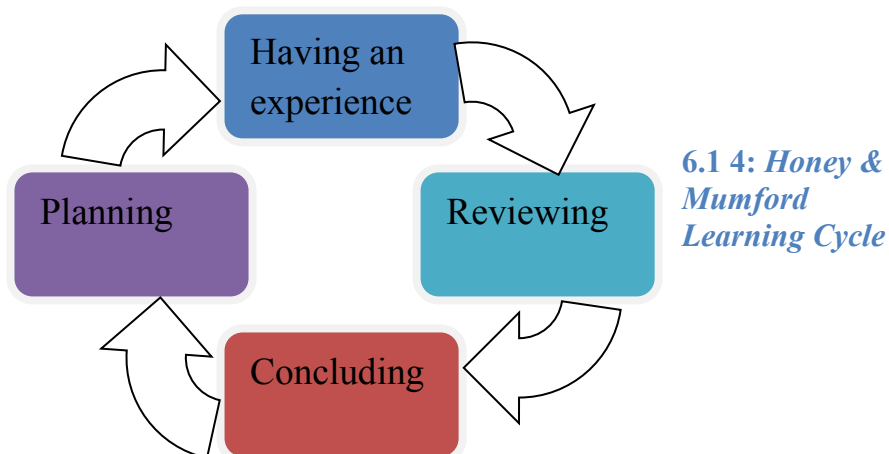 Having an
experience
Planning
Reviewing
6.1 4: Honey &
Mumford
Learning Cycle
Concluding